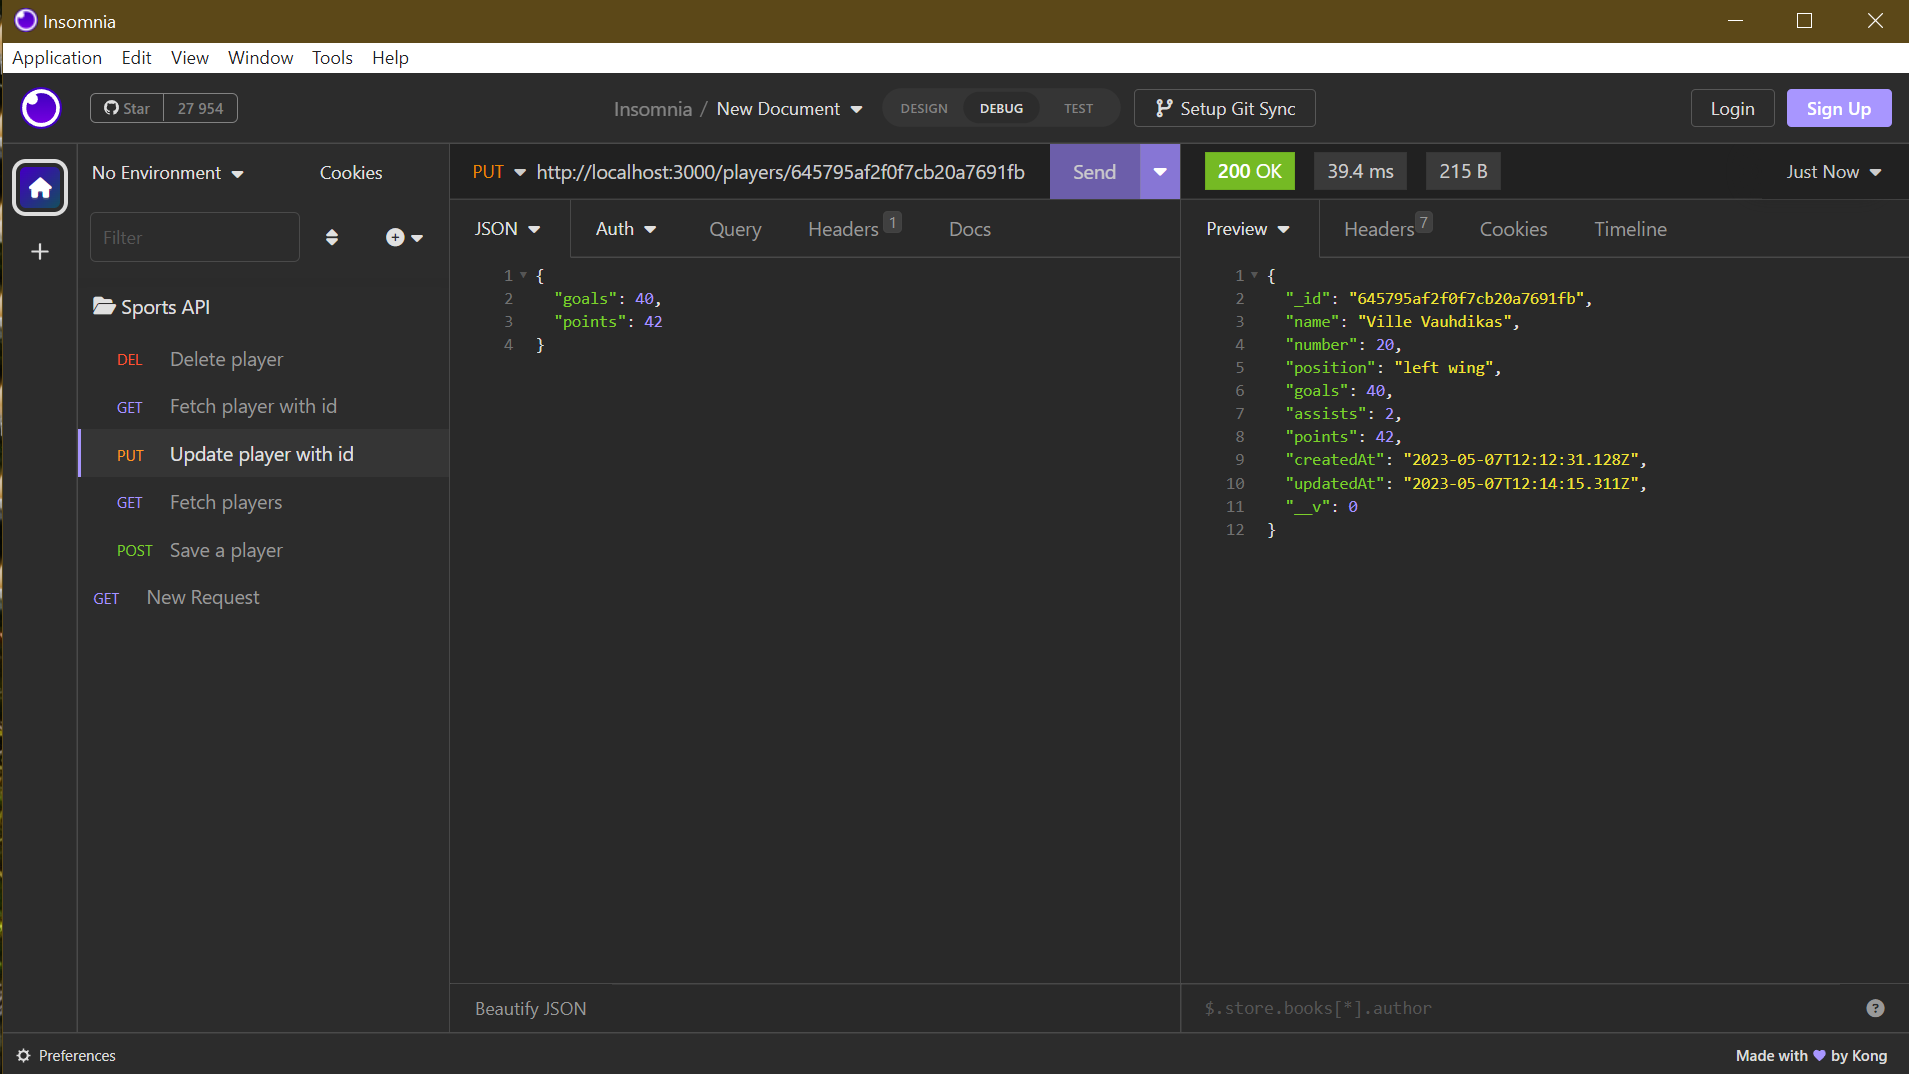 Insomnia
Application Edit View Window Tools Help
Star 27 954
Insomnia / New Document
DESIGN DEBUG TEST
Setup Git Sync
Login Sign Up
No Environment Cookies
Filter
Sports API
DEL Delete player
GET Fetch player with id
PUT Update player with id
GET Fetch players
POST Save a player
GET New Request
PUT http://localhost:3000/players/645795af2f0f7cb20a7691fb Send
JSON Auth Query Headers 1 Docs
1 {
2 "goals": 40,
3 "points": 42
4 }
Beautify JSON
200 OK 39.4 ms 215 B Just Now
Preview Headers 7 Cookies Timeline
1 {
2 "_id": "645795af2f0f7cb20a7691fb",
3 "name": "Ville Vauhdikas",
4 "number": 20,
5 "position": "left wing",
6 "goals": 40,
7 "assists": 2,
8 "points": 42,
9 "createdAt": "2023-05-07T12:12:31.128Z",
10 "updatedAt": "2023-05-07T12:14:15.311Z",
11 "__v": 0
12 }
$.store.books[*].author ?
Preferences
Made with 💜 by Kong